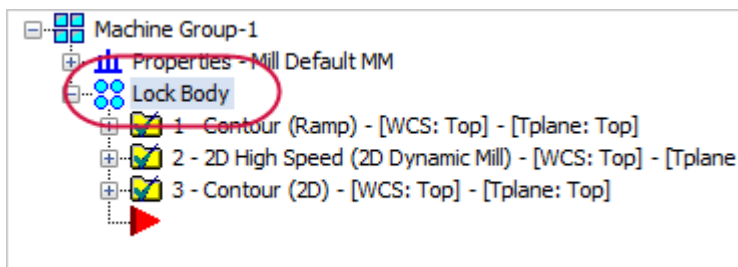 Machine Group-1
Properties - Mill Default MM
Lock Body
1 - Contour (Ramp) - [WCS: Top] - [Tplane: Top]
2 - 2D High Speed (2D Dynamic Mill) - [WCS: Top] - [Tplane
3 - Contour (2D) - [WCS: Top] - [Tplane: Top]